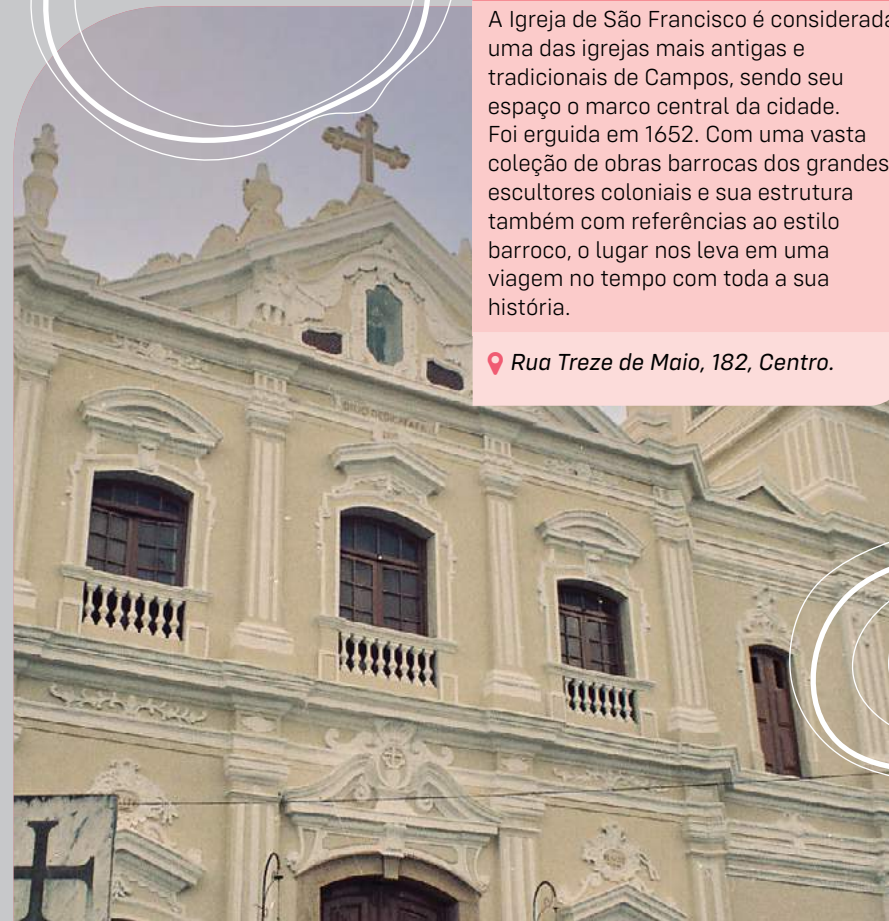 A Igreja de São Francisco é considerada
uma das igrejas mais antigas e
tradicionais de Campos, sendo seu
espaço o marco central da cidade.
Foi erguida em 1652. Com uma vasta
coleção de obras barrocas dos grandes
escultores coloniais e sua estrutura
também com referências ao estilo
barroco, o lugar nos leva em uma
viagem no tempo com toda a sua
história.
Rua Treze de Maio, 182, Centro.